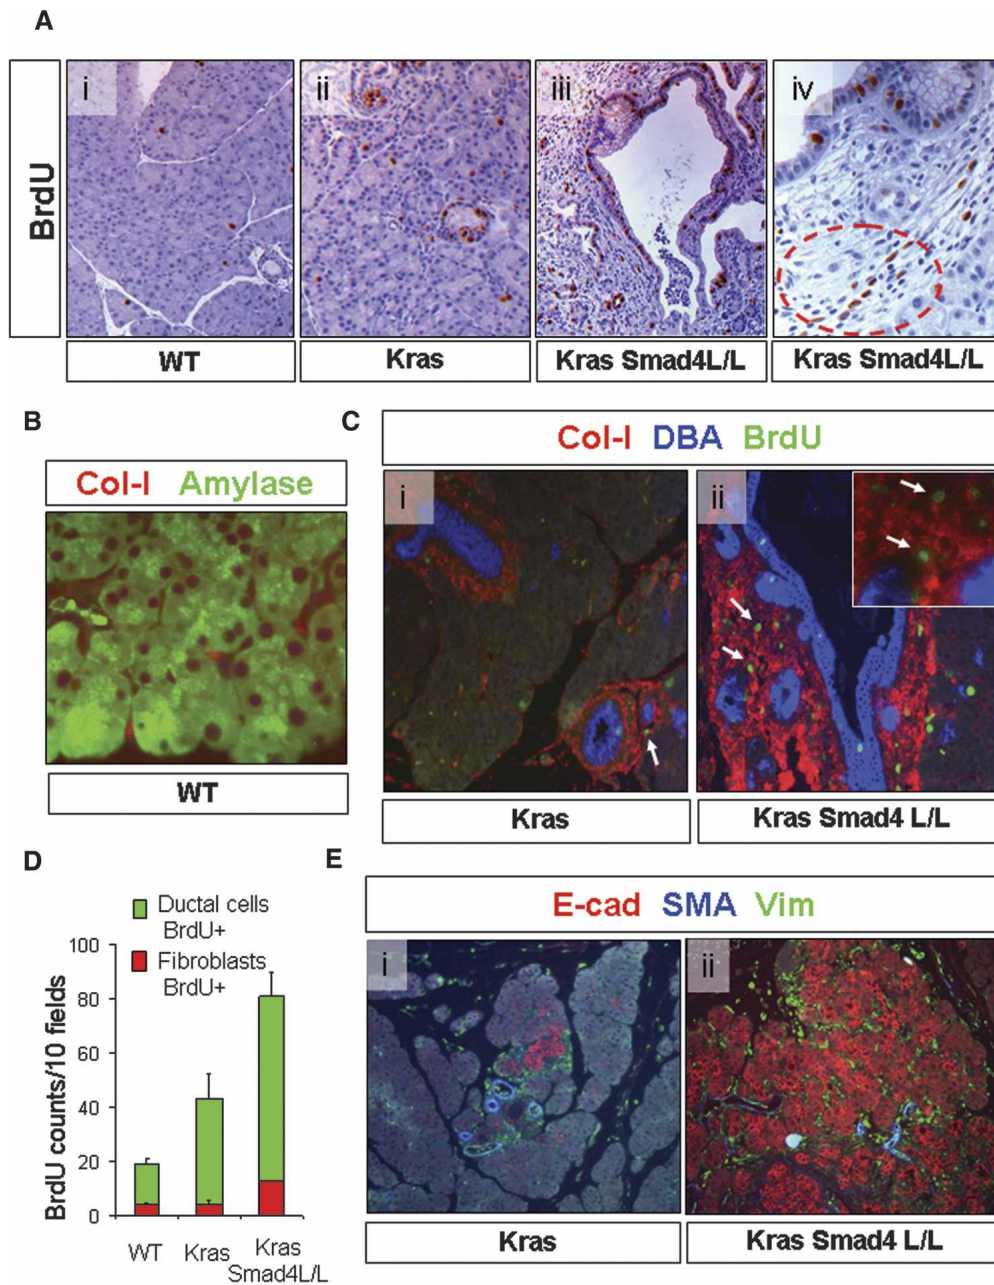 A
BrdU
i
ii
iii
iv
WT
Kras
Kras Smad4L/L
Kras Smad4L/L
B
Col-I Amylase
WT
C
Col-I DBA BrdU
i
ii
Kras
Kras Smad4 L/L
D
Ductal cells
BrdU+
Fibroblasts
BrdU+
BrdU counts/10 fields
100
80
60
40
20
0
WT
Kras
Kras
Smad4L/L
E
E-cad SMA Vim
i
ii
Kras
Kras Smad4 L/L